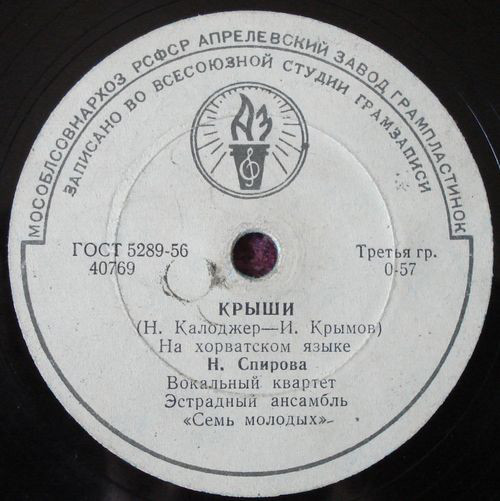 МОСОБЛСОВНАРХОЗ РСФСР АПРЕЛЕВСКИЙ ЗАВОД ГРАМПЛАСТИНОК
ЗАПИСАНО ВО ВСЕСОЮЗНОЙ СТУДИИ ГРАМЗАПИСИ
АЗ
ГОСТ 5289-56
40769
Третья гр.
0-57
КРЫШИ
(Н. Калоджер—И. Крымов)
На хорватском языке
Н. Спирова
Вокальный квартет
Эстрадный ансамбль
«Семь молодых»